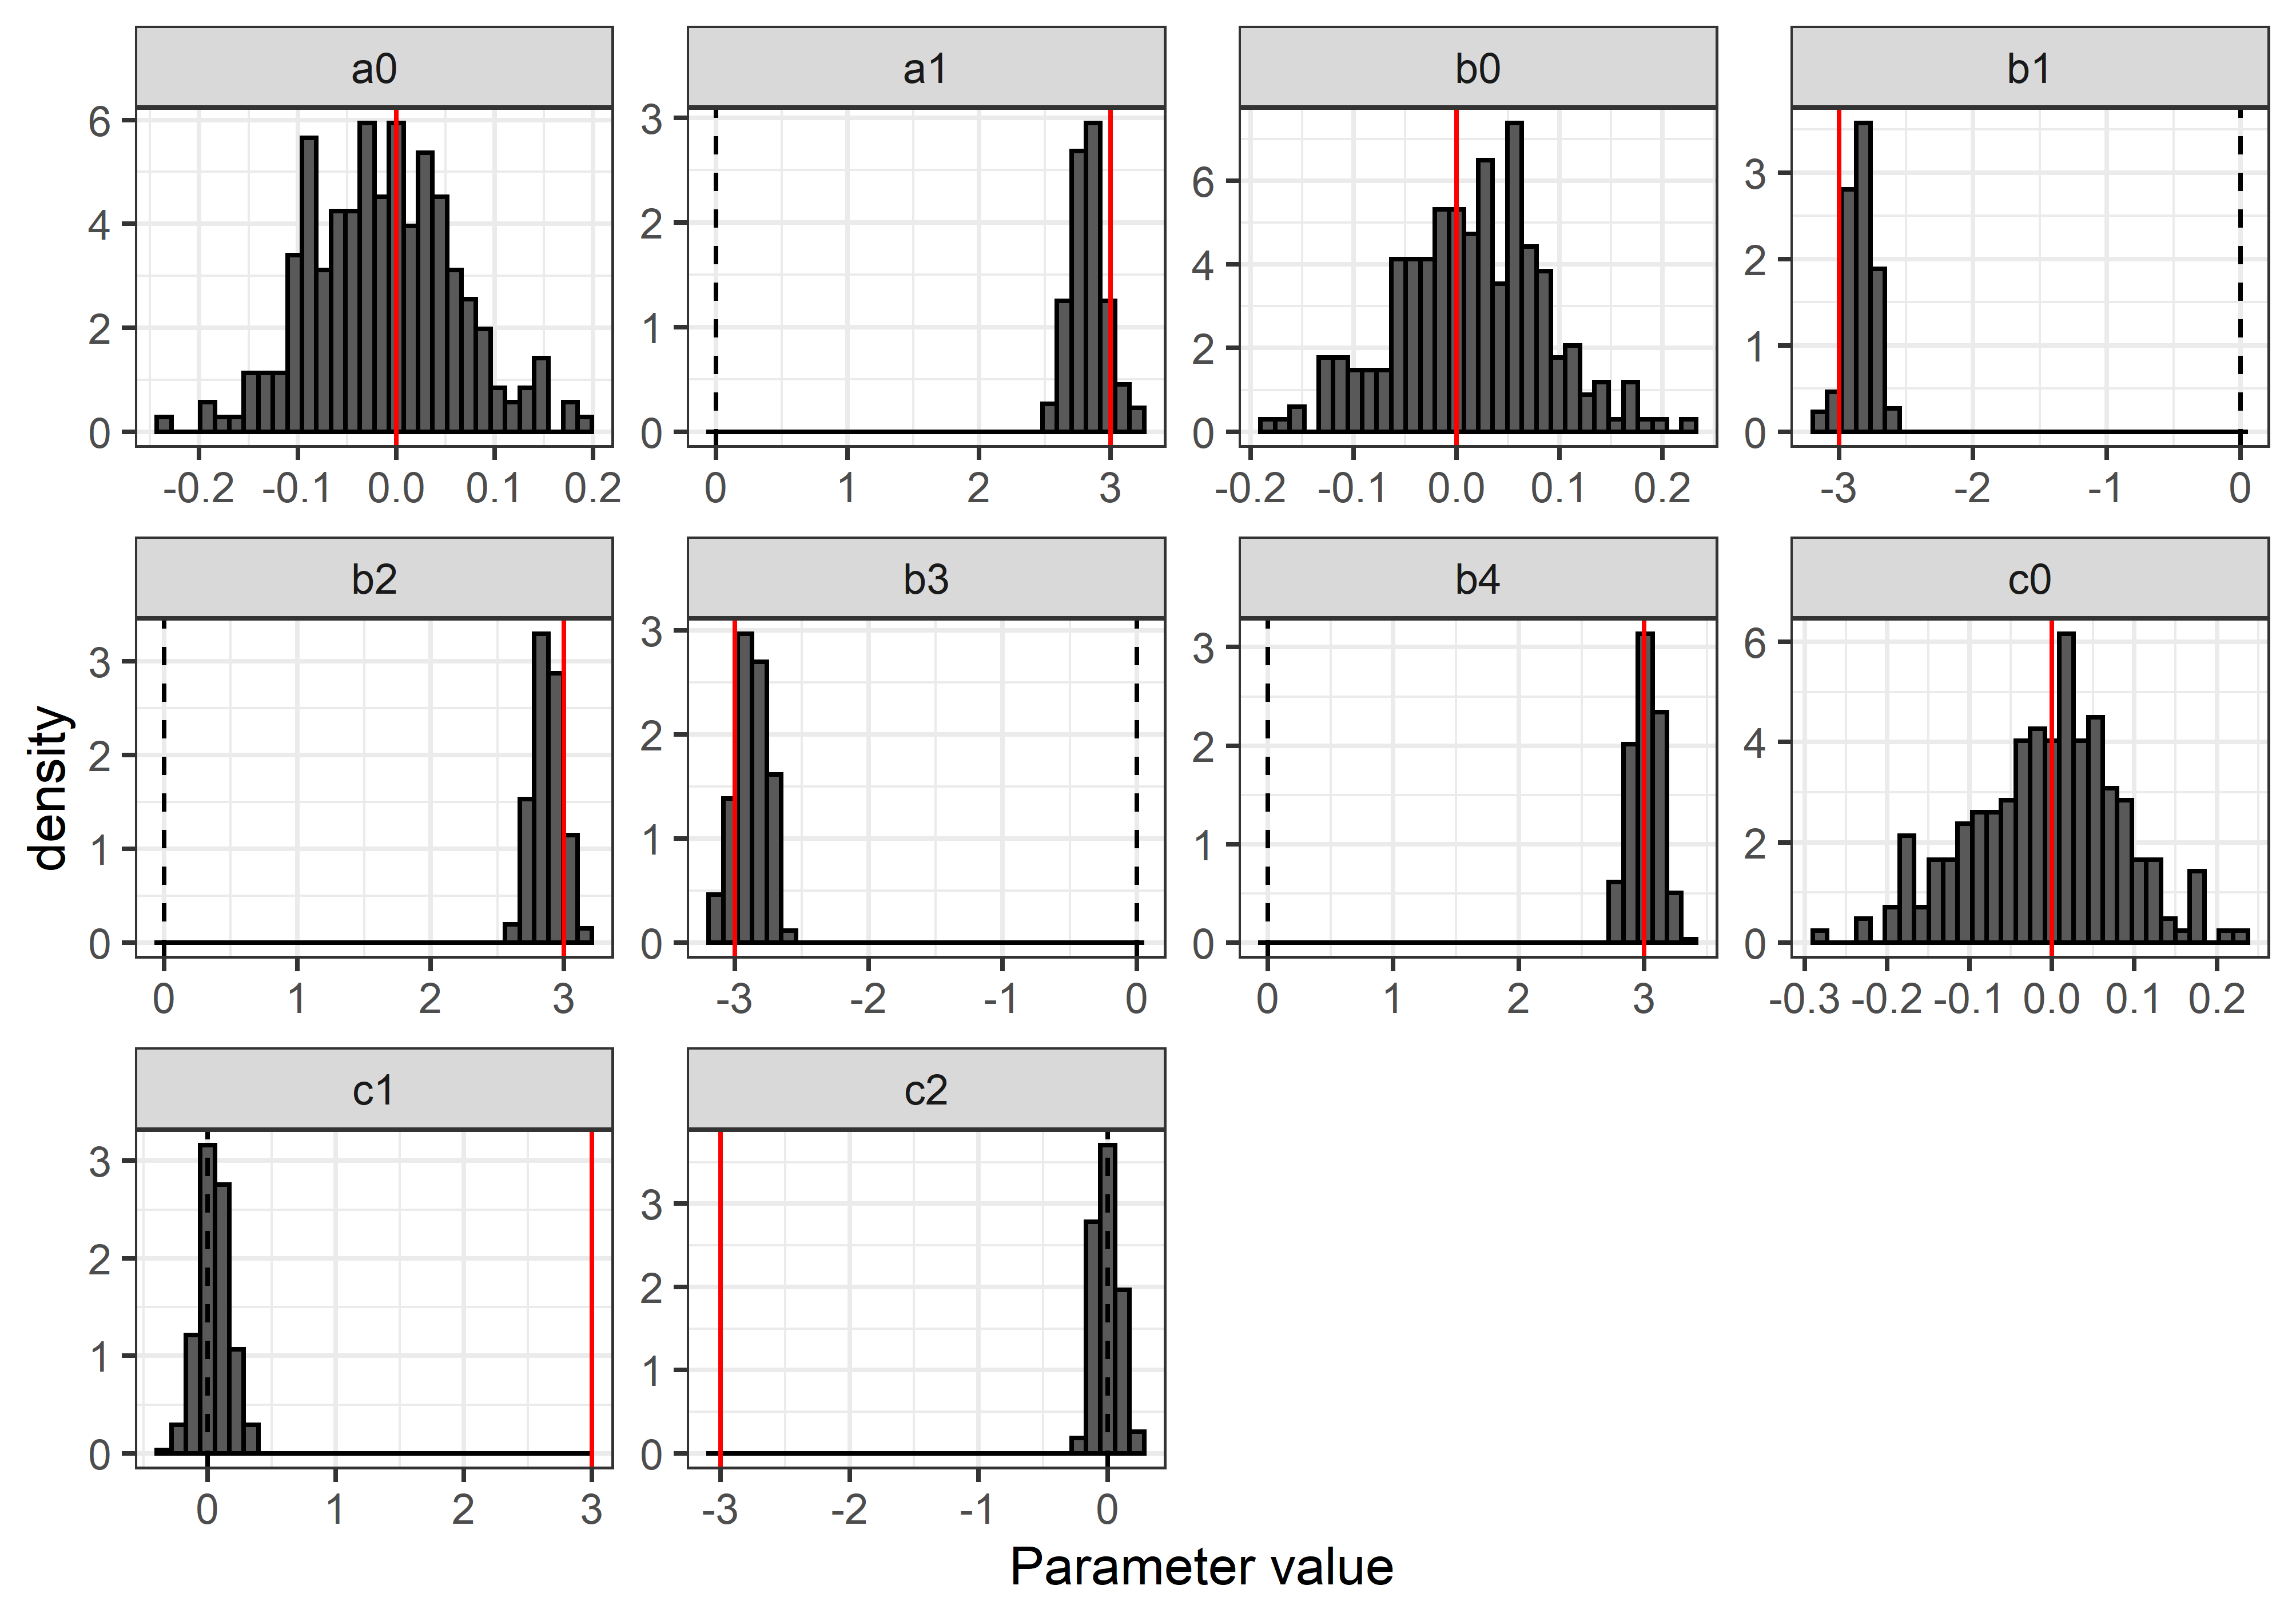 a0 a1 b0 b1
6 3 6 3
4 2 4 2
2 1 2 1
0 0 0 0
-0.2 -0.1 0.0 0.1 0.2 0 1 2 3 -0.2 -0.1 0.0 0.1 0.2 -3 -2 -1 0
b2 b3 b4 c0
3 3 3 6
2 2 2 4
1 1 1 2
0 0 0 0
0 1 2 3 -3 -2 -1 0 0 1 2 3 -0.3 -0.2 -0.1 0.0 0.1 0.2
density
c1 c2
3 3
2 2
1 1
0 0
0 1 2 3 -3 -2 -1 0
Parameter value